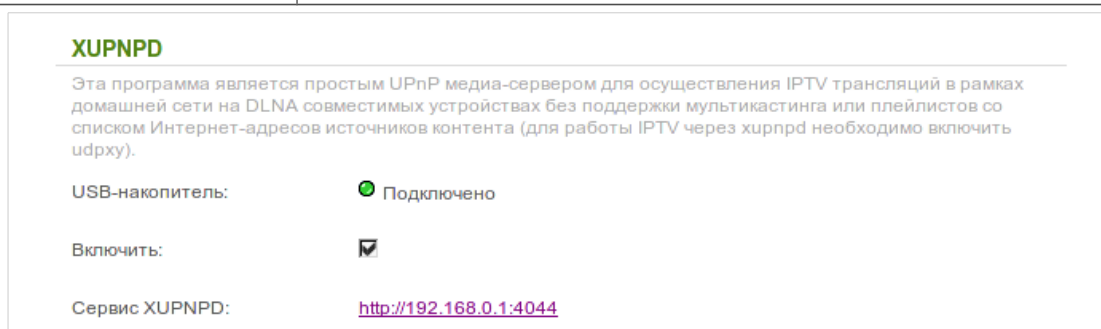 XUPNPD
Эта программа является простым UPnP медиа-сервером для осуществления IPTV трансляций в рамках
домашней сети на DLNA совместимых устройствах без поддержки мультикастинга или плейлистов со
списком Интернет-адресов источников контента (для работы IPTV через xupnpd необходимо включить
udpxy).
USB-накопитель: Подключено
Включить:
Сервис XUPNPD: http://192.168.0.1:4044